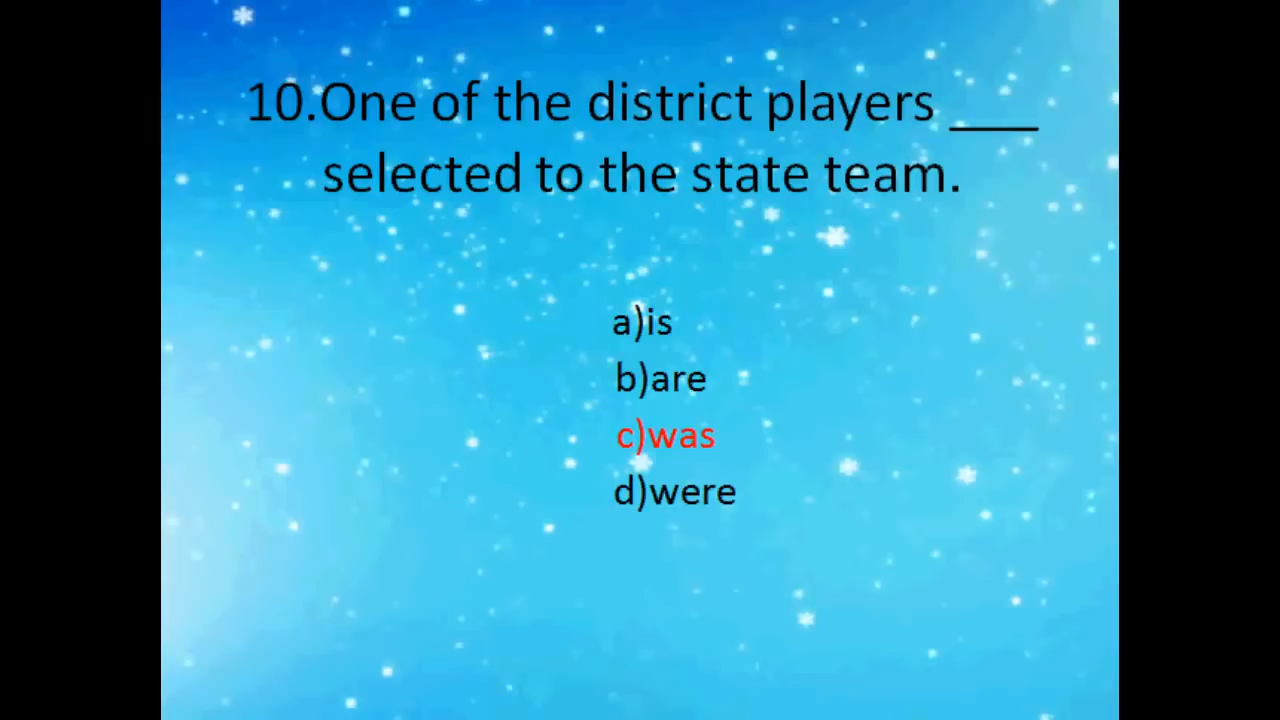 10.One of the district players ___
selected to the state team.
a)is
b)are
c)was
d)were